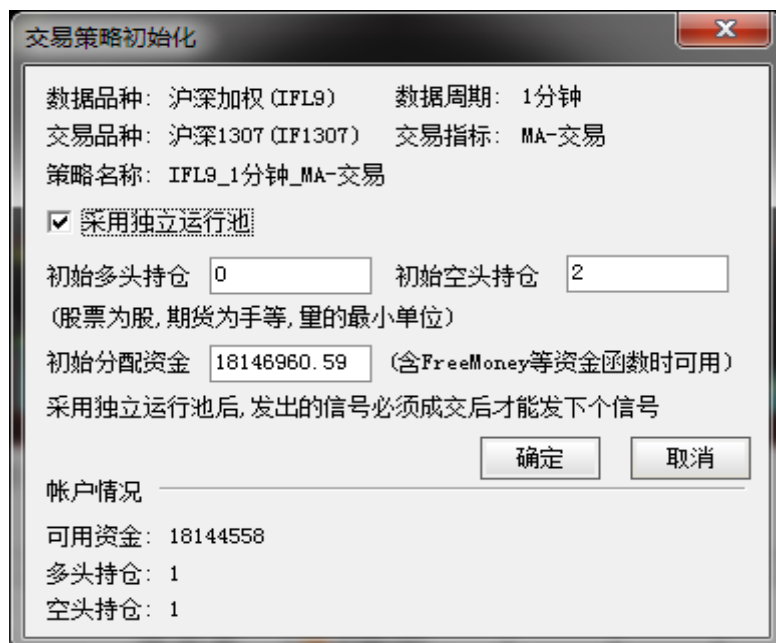 交易策略初始化
数据品种: 沪深加权(IFL9) 数据周期: 1分钟
交易品种: 沪深1307(IF1307) 交易指标: MA-交易
策略名称: IFL9_1分钟_MA-交易
采用独立运行池
初始多头持仓 0 初始空头持仓 2
(股票为股,期货为手等,量的最小单位)
初始分配资金 18146960.59 (含FreeMoney等资金函数时可用)
采用独立运行池后,发出的信号必须成交后才能发下个信号
确定 取消
帐户情况
可用资金: 18144558
多头持仓: 1
空头持仓: 1